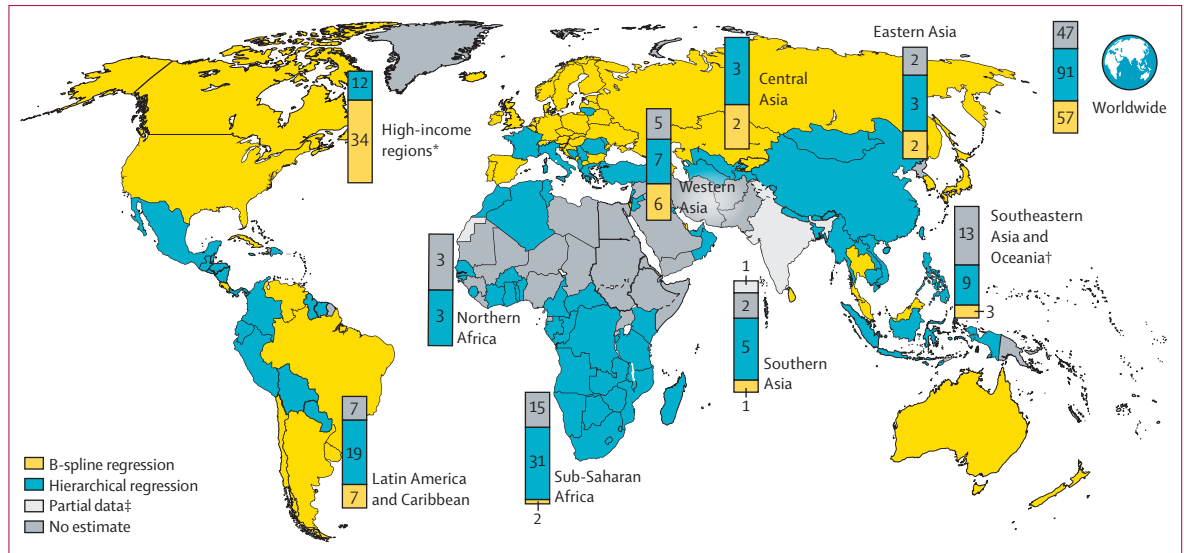 Eastern Asia
2
3
2
47
91
57
Worldwide
3
2
Central
Asia
12
34
High-income
regions*
5
7
6
Western
Asia
13
9
3
Southeastern
Asia and
Oceania†
3
3
Northern
Africa
1
2
5
1
Southern
Asia
7
19
7
Latin America
and Caribbean
15
31
2
Sub-Saharan
Africa
B-spline regression
Hierarchical regression
Partial data‡
No estimate